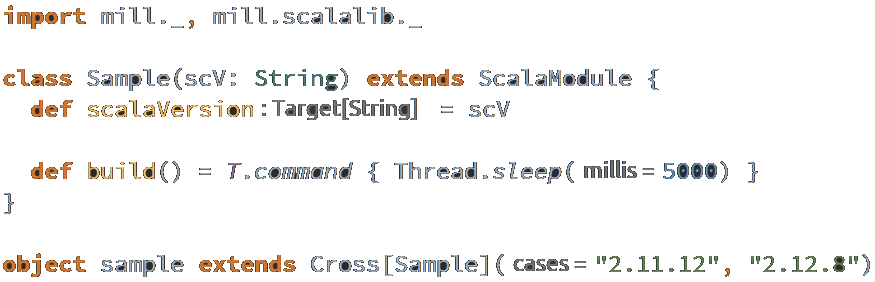 import mill._, mill.scalalib._
class Sample(scV: String) extends ScalaModule {
def scalaVersion:Target[String] = scV
def build() = T.command { Thread.sleep( millis = 5000) }
}
object sample extends Cross[Sample]( cases = "2.11.12", "2.12.8")